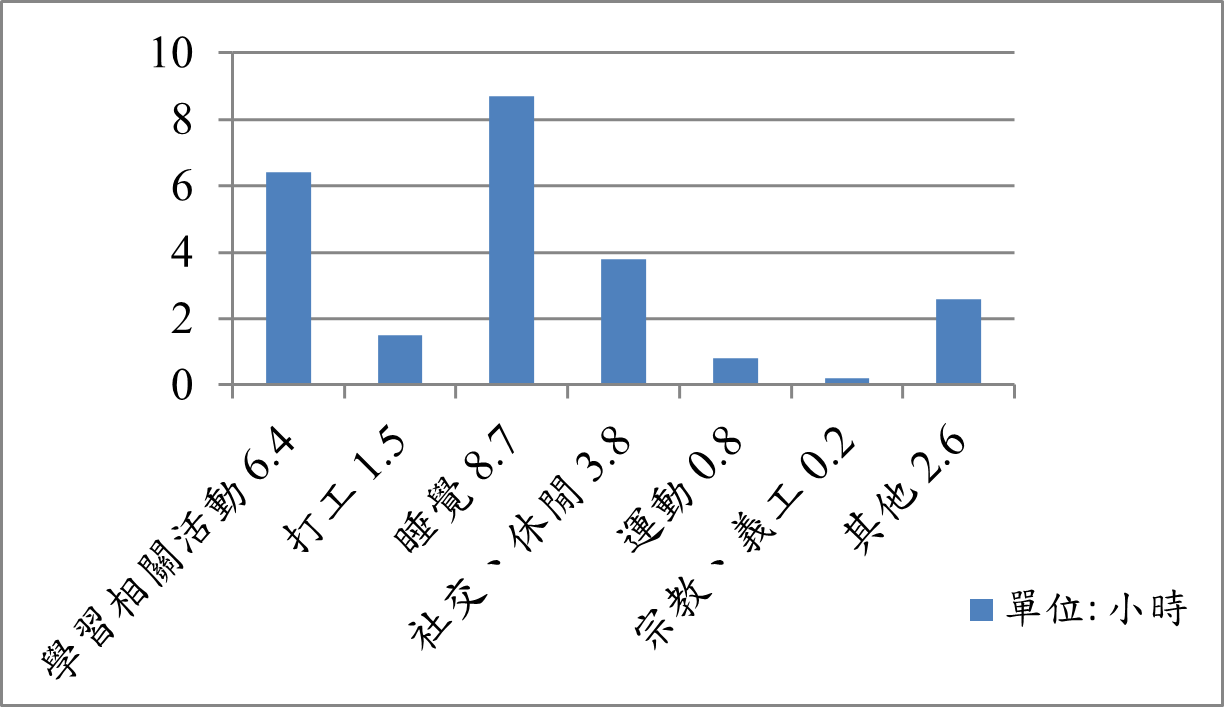 10
8
6
4
2
0
學習相關活動 6.4
打工 1.5
睡覺 8.7
社交、休閒 3.8
運動 0.8
宗教、義工 0.2
其他 2.6
單位: 小時